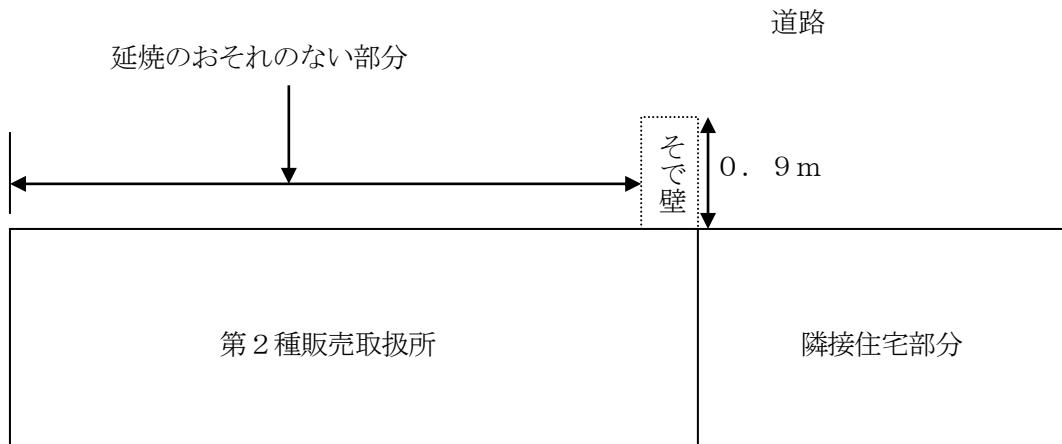 道路
延焼のおそれのない部分
そで壁
０．９ｍ
第２種販売取扱所
隣接住宅部分